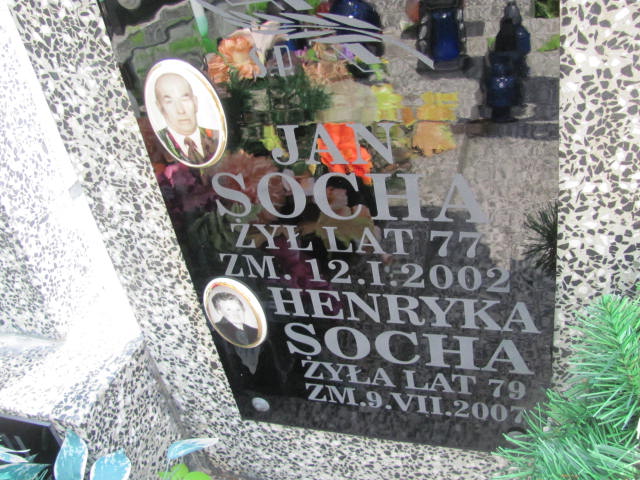 Ś.P
JAN
SOCHA
ŻYŁ LAT 77
ZM. 12.I.2002
HENRYKA
SOCHA
ŻYŁA LAT 79
ZM.9.VII.2007